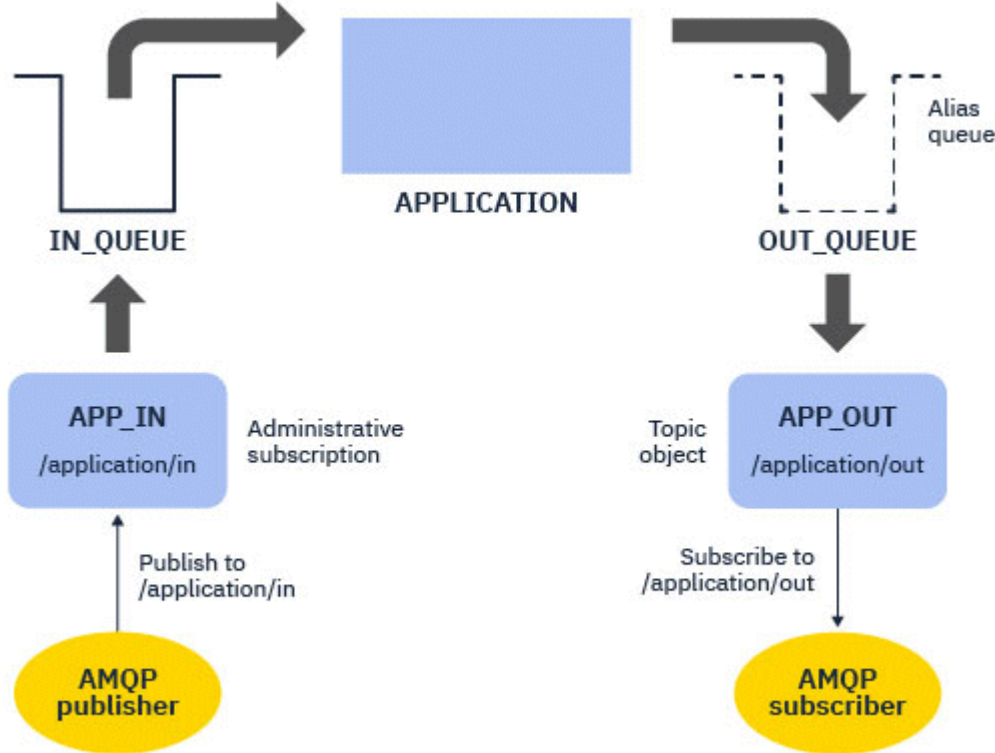 APPLICATION
Alias
queue
IN_QUEUE
OUT_QUEUE
APP_IN
/application/in
Administrative
subscription
Topic
object
APP_OUT
/application/out
Publish to
/application/in
Subscribe to
/application/out
AMQP
publisher
AMQP
subscriber